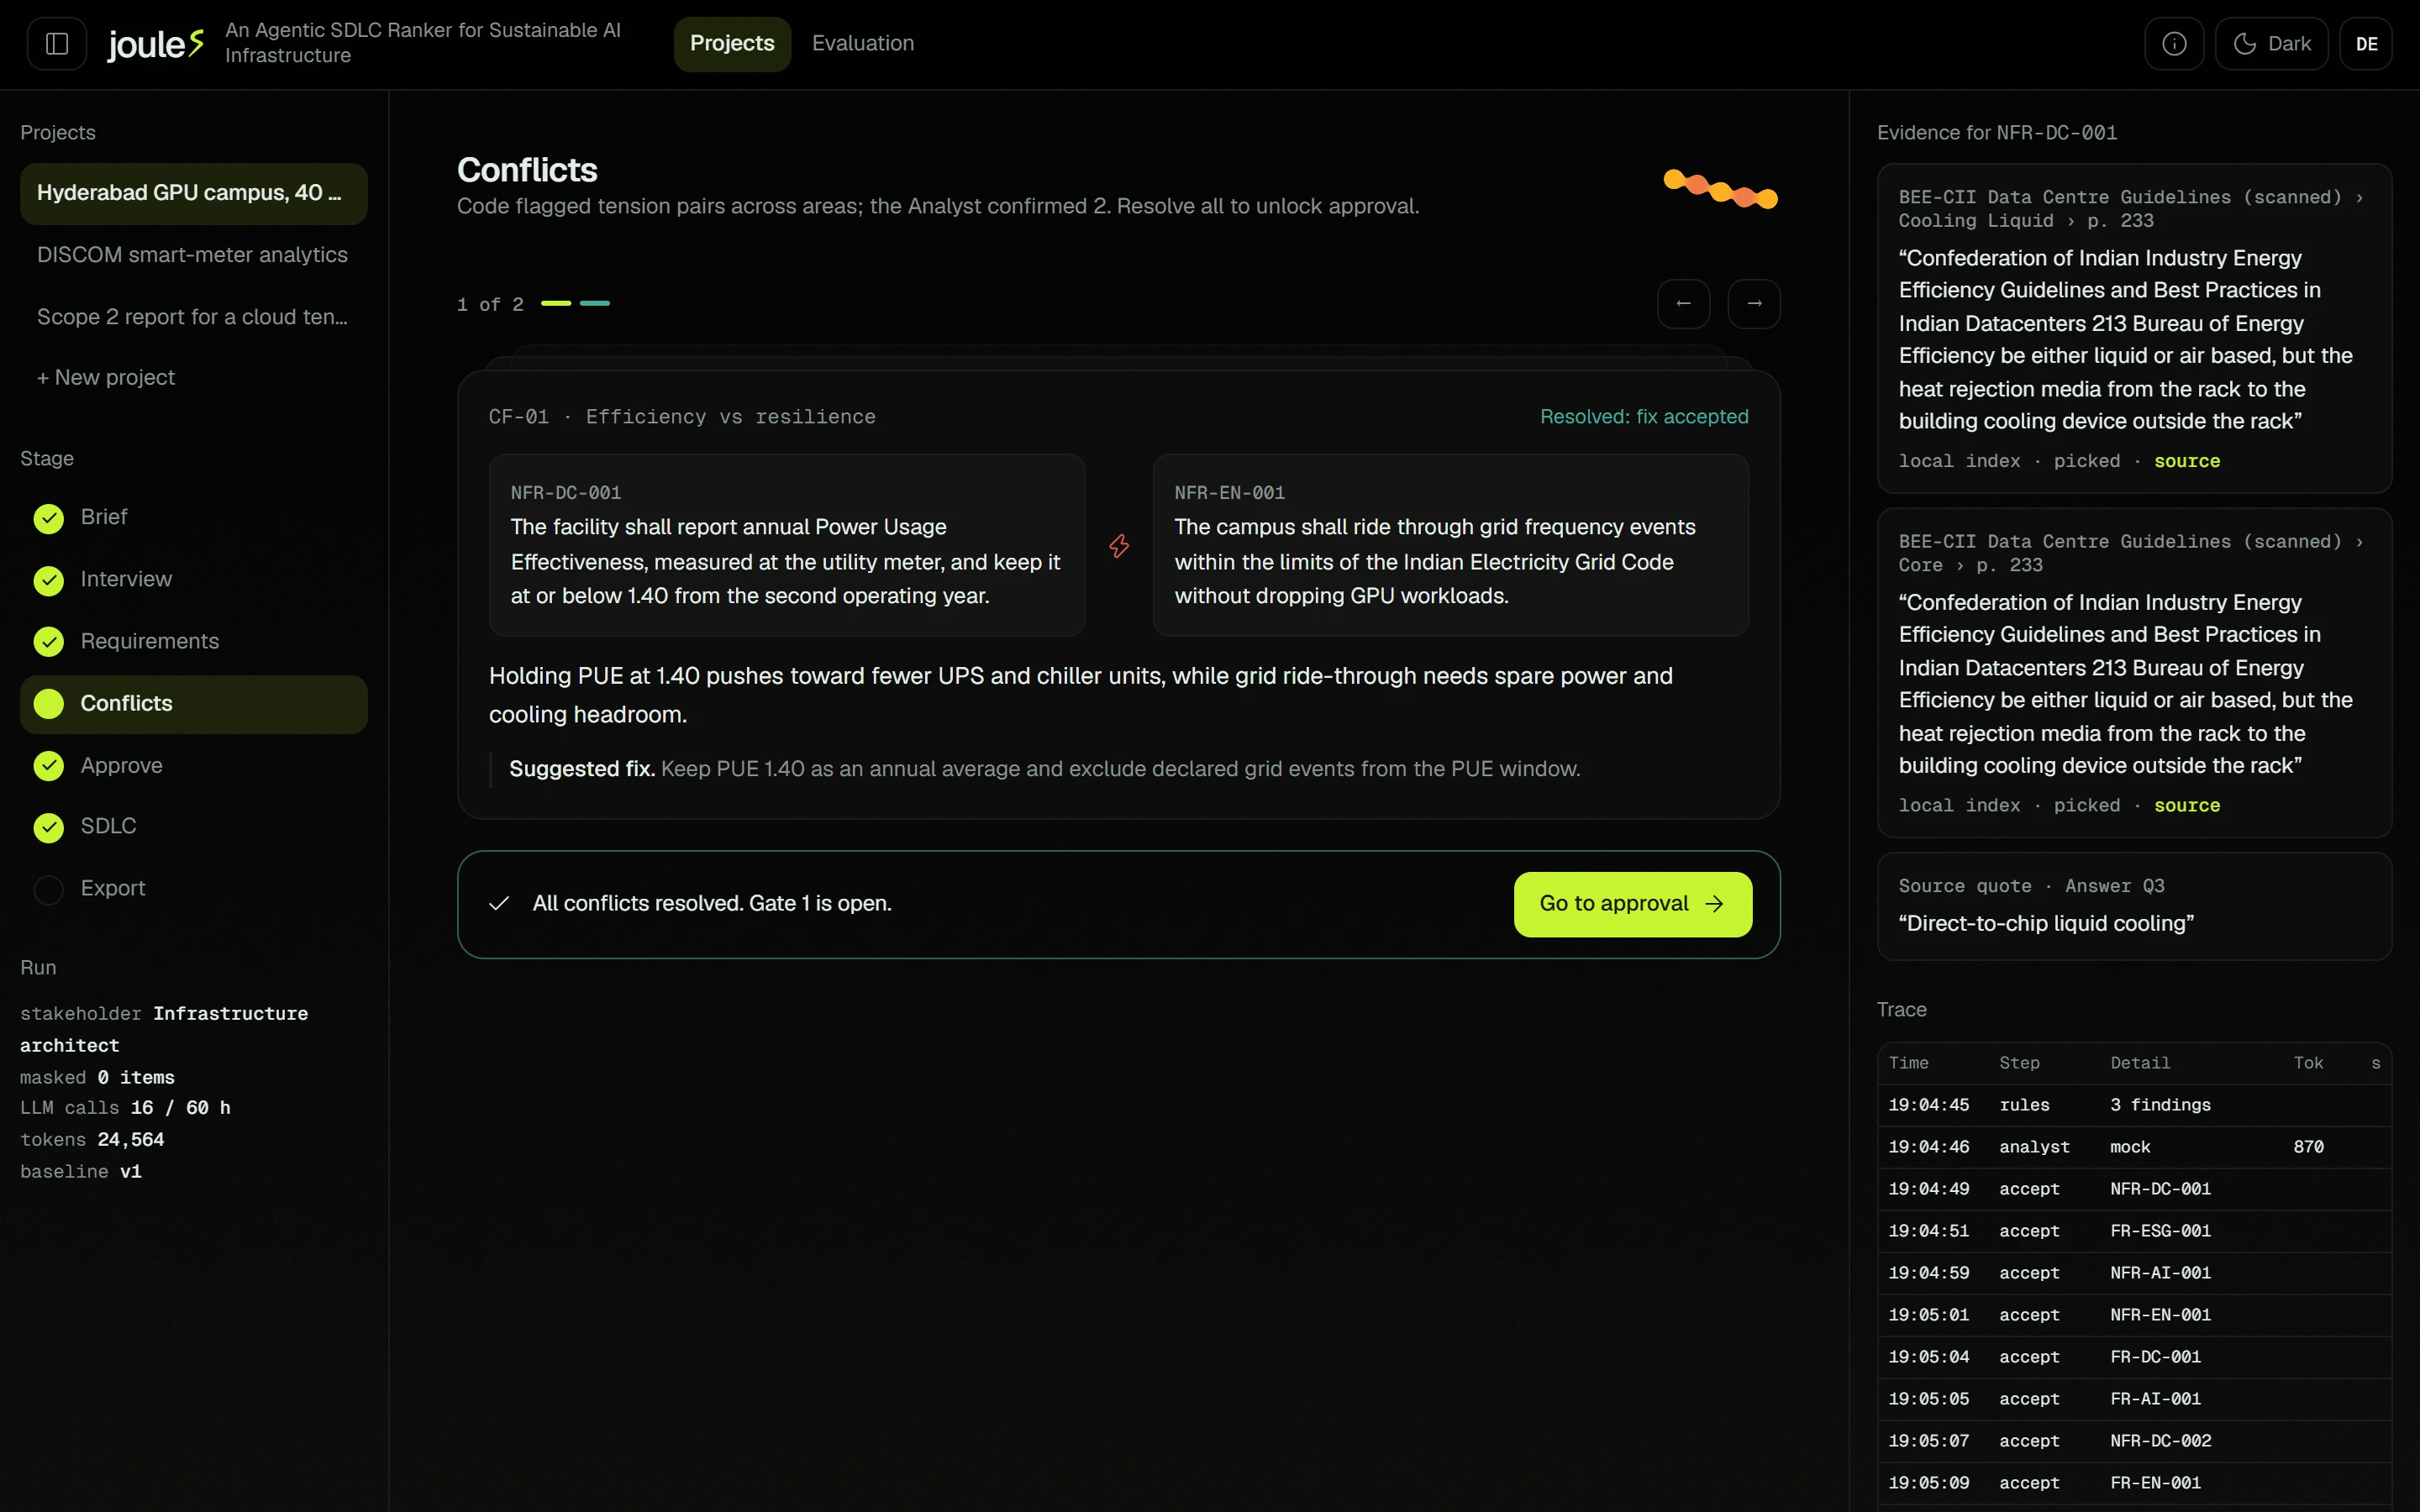 jouleS
An Agentic SDLC Ranker for Sustainable AI
Infrastructure
Projects
Evaluation
Dark
DE
Projects
Hyderabad GPU campus, 40 ...
DISCOM smart-meter analytics
Scope 2 report for a cloud ten...
+ New project
Stage
Brief
Interview
Requirements
Conflicts
Approve
SDLC
Export
Run
stakeholder Infrastructure
architect
masked 0 items
LLM calls 16 / 60 h
tokens 24,564
baseline v1
Conflicts
Code flagged tension pairs across areas; the Analyst confirmed 2. Resolve all to unlock approval.
1 of 2
← →
CF-01 · Efficiency vs resilience
Resolved: fix accepted
NFR-DC-001
The facility shall report annual Power Usage
Effectiveness, measured at the utility meter, and keep it
at or below 1.40 from the second operating year.
NFR-EN-001
The campus shall ride through grid frequency events
within the limits of the Indian Electricity Grid Code
without dropping GPU workloads.
Holding PUE at 1.40 pushes toward fewer UPS and chiller units, while grid ride-through needs spare power and
cooling headroom.
Suggested fix. Keep PUE 1.40 as an annual average and exclude declared grid events from the PUE window.
All conflicts resolved. Gate 1 is open.
Go to approval →
Evidence for NFR-DC-001
BEE-CII Data Centre Guidelines (scanned) ›
Cooling Liquid › p. 233
“Confederation of Indian Industry Energy
Efficiency Guidelines and Best Practices in
Indian Datacenters 213 Bureau of Energy
Efficiency be either liquid or air based, but the
heat rejection media from the rack to the
building cooling device outside the rack”
local index · picked · source
BEE-CII Data Centre Guidelines (scanned) ›
Core › p. 233
“Confederation of Indian Industry Energy
Efficiency Guidelines and Best Practices in
Indian Datacenters 213 Bureau of Energy
Efficiency be either liquid or air based, but the
heat rejection media from the rack to the
building cooling device outside the rack”
local index · picked · source
Source quote · Answer Q3
“Direct-to-chip liquid cooling”
Trace
Time Step Detail Tok s
19:04:45 rules 3 findings
19:04:46 analyst mock 870
19:04:49 accept NFR-DC-001
19:04:51 accept FR-ESG-001
19:04:59 accept NFR-AI-001
19:05:01 accept NFR-EN-001
19:05:04 accept FR-DC-001
19:05:05 accept FR-AI-001
19:05:07 accept NFR-DC-002
19:05:09 accept FR-EN-001